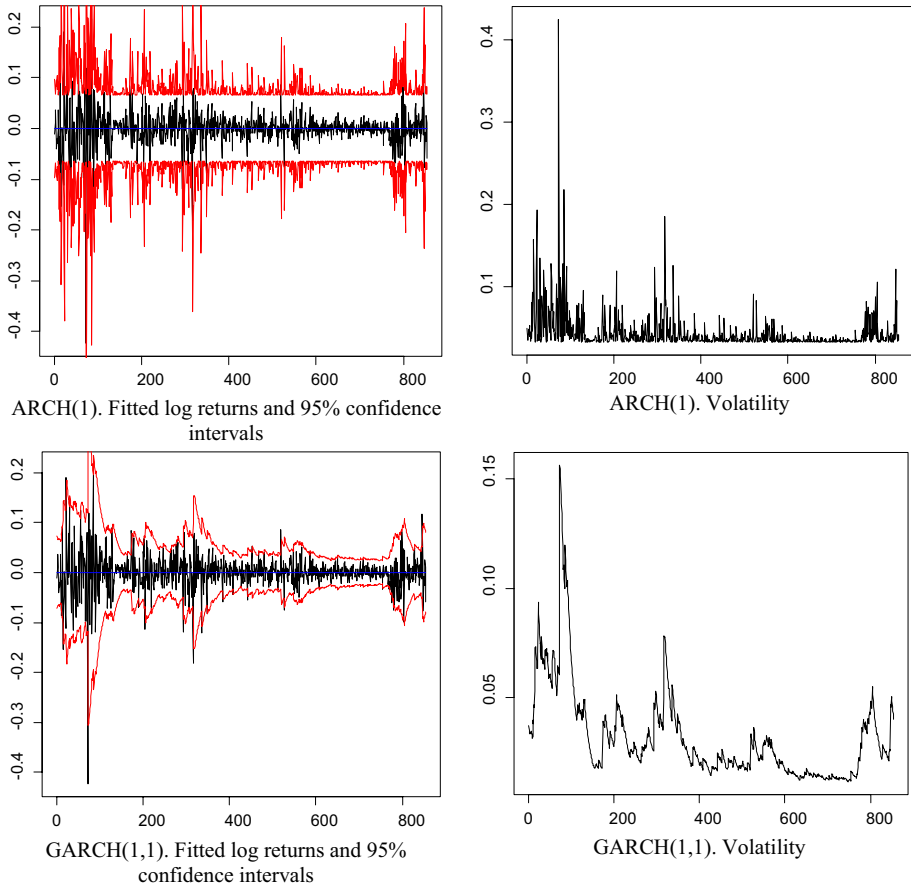 0.2
0.1
0.0
-0.1
-0.2
-0.3
-0.4
0 200 400 600 800
ARCH(1). Fitted log returns and 95% confidence
intervals
0.4
0.3
0.2
0.1
0 200 400 600 800
ARCH(1). Volatility
0.2
0.1
0.0
-0.1
-0.2
-0.3
-0.4
0 200 400 600 800
GARCH(1,1). Fitted log returns and 95%
confidence intervals
0.15
0.10
0.05
0 200 400 600 800
GARCH(1,1). Volatility